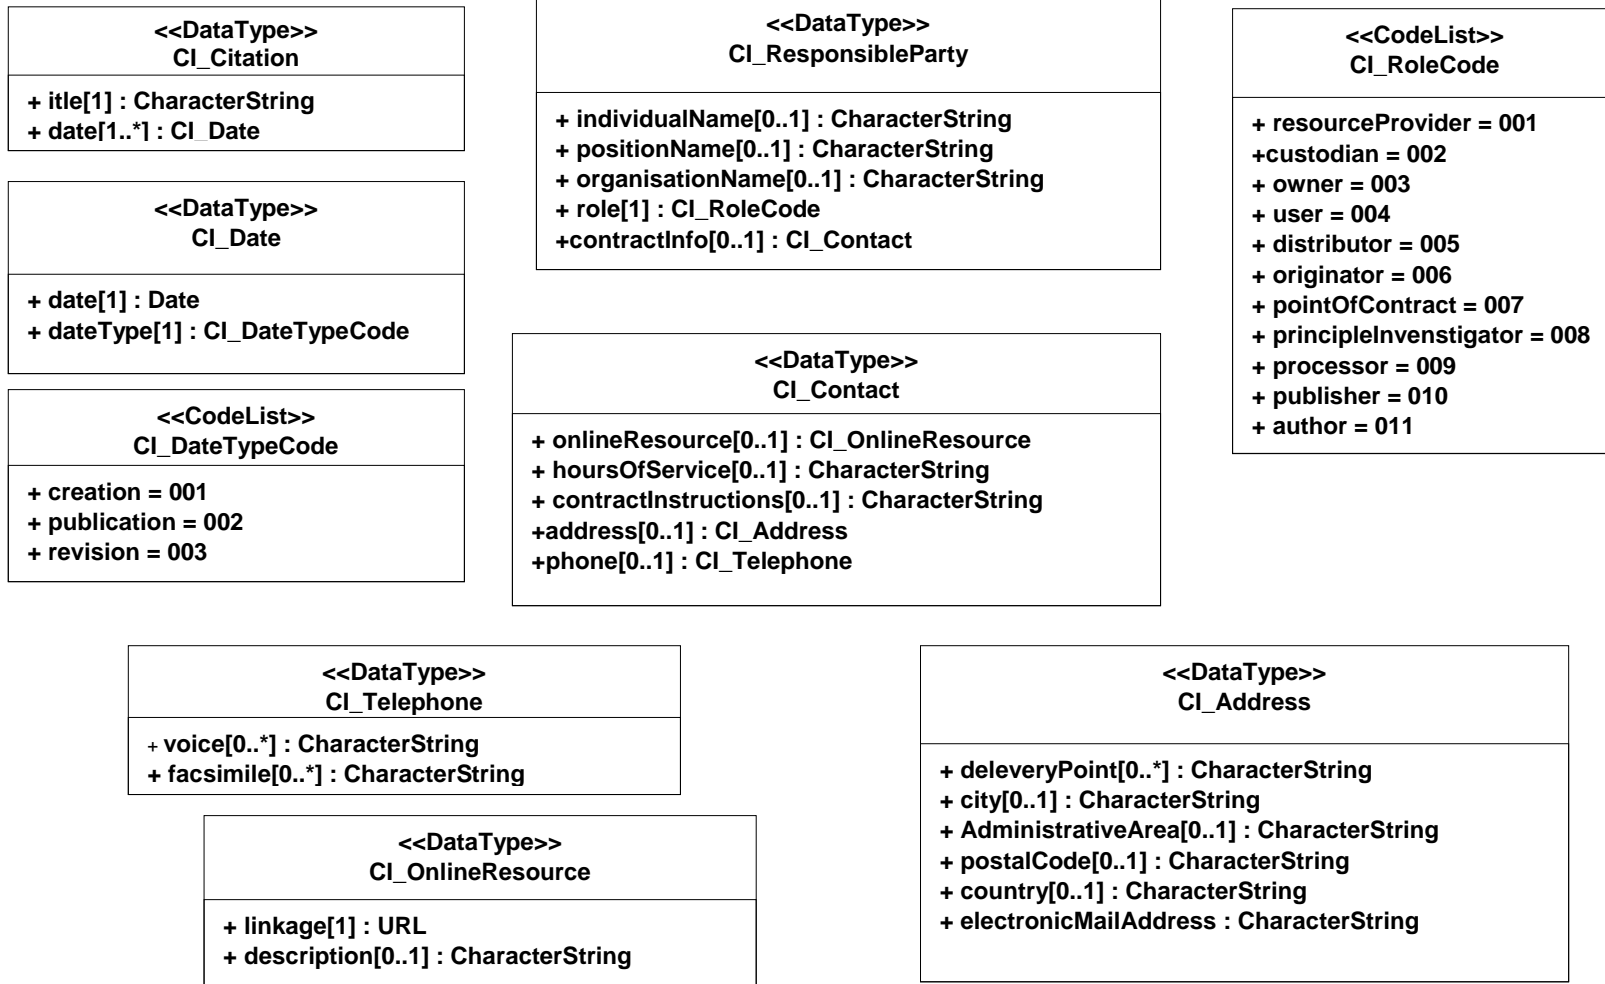 <<DataType>>
CI_Citation
+ itle[1] : CharacterString
+ date[1..*] : CI_Date
<<DataType>>
CI_Date
+ date[1] : Date
+ dateType[1] : CI_DateTypeCode
<<CodeList>>
CI_DateTypeCode
+ creation = 001
+ publication = 002
+ revision = 003
<<DataType>>
CI_ResponsibleParty
+ individualName[0..1] : CharacterString
+ positionName[0..1] : CharacterString
+ organisationName[0..1] : CharacterString
+ role[1] : CI_RoleCode
+contractInfo[0..1] : CI_Contact
<<DataType>>
CI_Contact
+ onlineResource[0..1] : CI_OnlineResource
+ hoursOfService[0..1] : CharacterString
+ contractInstructions[0..1] : CharacterString
+address[0..1] : CI_Address
+phone[0..1] : CI_Telephone
<<CodeList>>
CI_RoleCode
+ resourceProvider = 001
+custodian = 002
+ owner = 003
+ user = 004
+ distributor = 005
+ originator = 006
+ pointOfContract = 007
+ principleInvenstigator = 008
+ processor = 009
+ publisher = 010
+ author = 011
<<DataType>>
CI_Telephone
+ voice[0..*] : CharacterString
+ facsimile[0..*] : CharacterString
<<DataType>>
CI_OnlineResource
+ linkage[1] : URL
+ description[0..1] : CharacterString
<<DataType>>
CI_Address
+ deleveryPoint[0..*] : CharacterString
+ city[0..1] : CharacterString
+ AdministrativeArea[0..1] : CharacterString
+ postalCode[0..1] : CharacterString
+ country[0..1] : CharacterString
+ electronicMailAddress : CharacterString